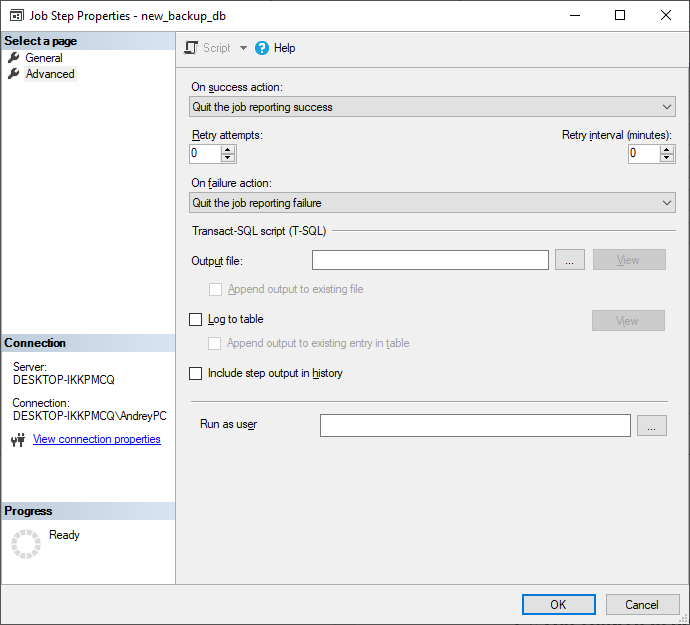 Job Step Properties - new_backup_db
Select a page
General
Advanced
Script
Help
On success action:
Quit the job reporting success
Retry attempts:
Retry interval (minutes):
0
0
On failure action:
Quit the job reporting failure
Transact-SQL script (T-SQL)
Output file:
...
View
Append output to existing file
Log to table
View
Append output to existing entry in table
Include step output in history
Run as user
...
Connection
Server:
DESKTOP-IKKPMCQ
Connection:
DESKTOP-IKKPMCQ\AndreyPC
View connection properties
Progress
Ready
OK
Cancel